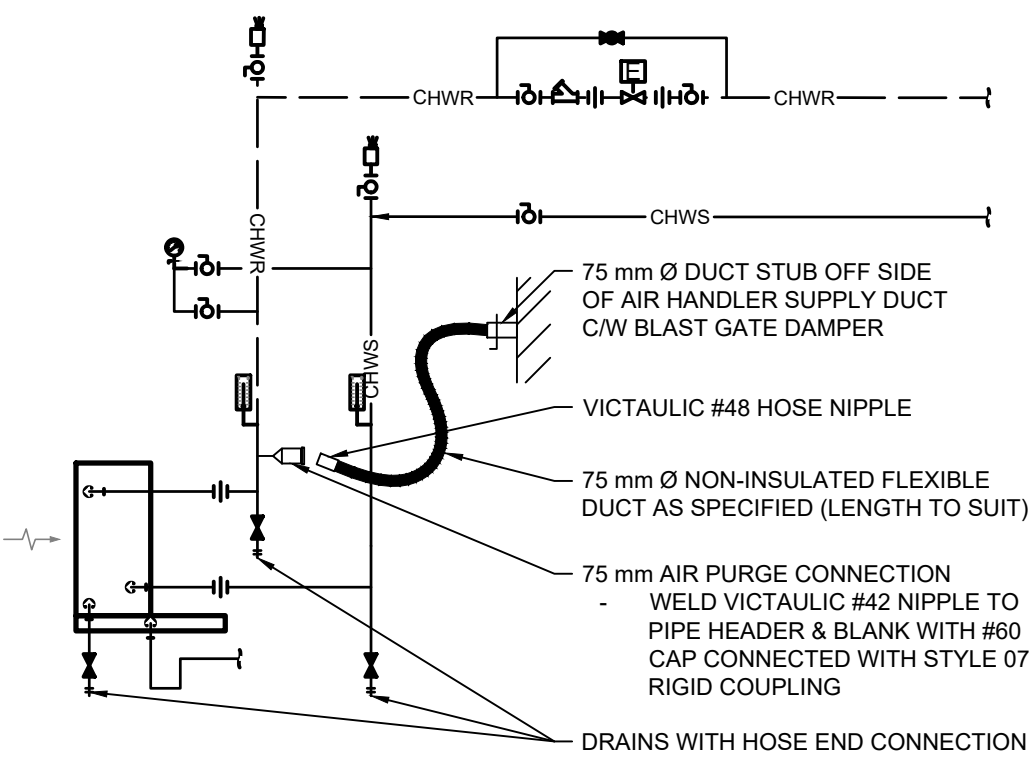 E
CHWR
CHWR
CHWS
CHWR
CHWS
75 mm Ø DUCT STUB OFF SIDE
OF AIR HANDLER SUPPLY DUCT
C/W BLAST GATE DAMPER
VICTAULIC #48 HOSE NIPPLE
75 mm Ø NON-INSULATED FLEXIBLE
DUCT AS SPECIFIED (LENGTH TO SUIT)
75 mm AIR PURGE CONNECTION
- WELD VICTAULIC #42 NIPPLE TO
PIPE HEADER & BLANK WITH #60
CAP CONNECTED WITH STYLE 07
RIGID COUPLING
DRAINS WITH HOSE END CONNECTION